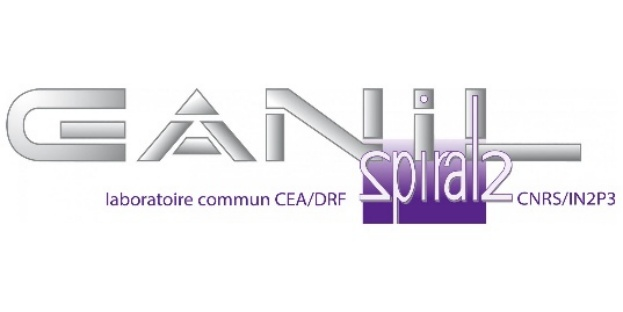 GANiL
spiral2
laboratoire commun CEA/DRF CNRS/IN2P3